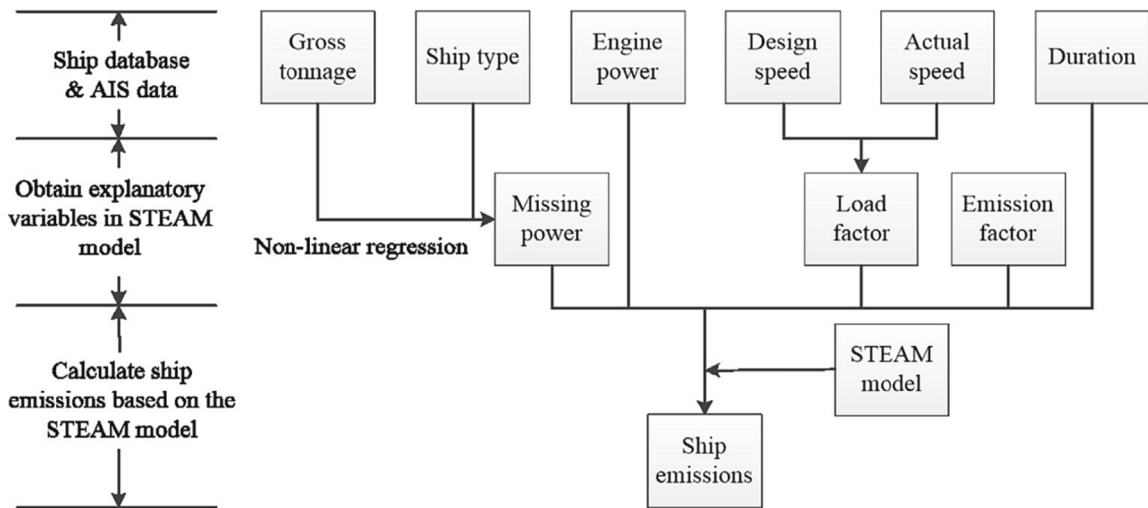 Ship database
& AIS data
Gross
tonnage
Ship type
Engine
power
Design
speed
Actual
speed
Duration
Obtain explanatory
variables in STEAM
model
Missing
power
Load
factor
Emission
factor
Non-linear regression
Calculate ship
emissions based on the
STEAM model
STEAM
model
Ship
emissions